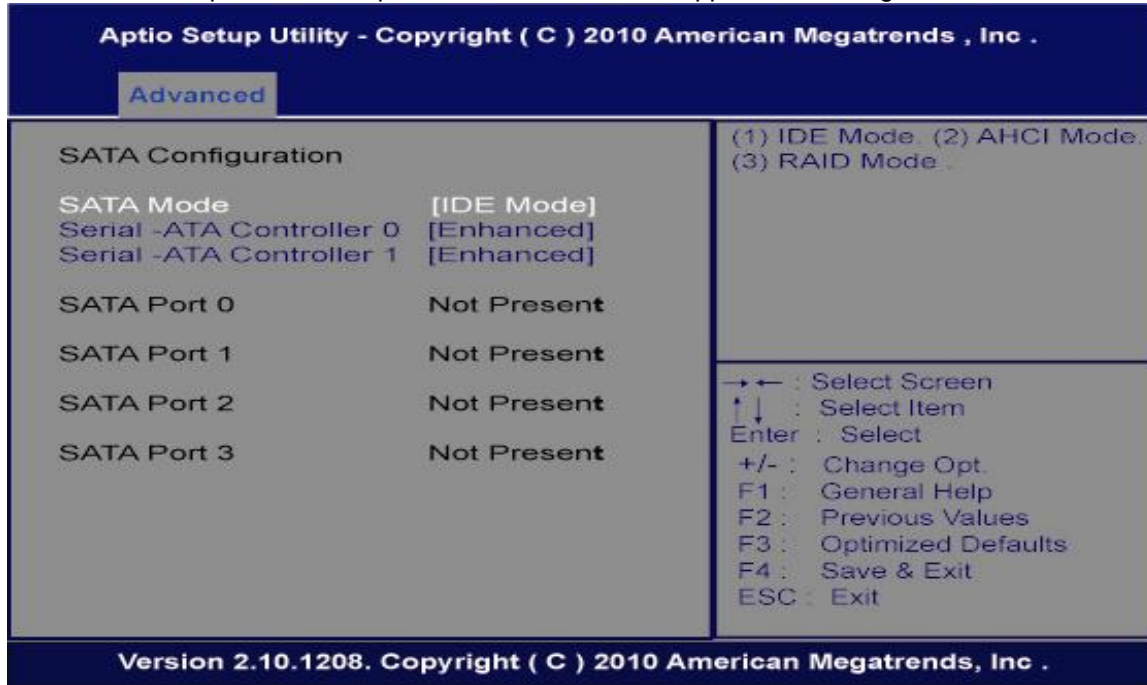 Aptio Setup Utility - Copyright ( C ) 2010 American Megatrends , Inc .
Advanced
SATA Configuration
SATA Mode [IDE Mode]
Serial -ATA Controller 0 [Enhanced]
Serial -ATA Controller 1 [Enhanced]
SATA Port 0 Not Present
SATA Port 1 Not Present
SATA Port 2 Not Present
SATA Port 3 Not Present
(1) IDE Mode. (2) AHCI Mode.
(3) RAID Mode .
→ ← : Select Screen
↑↓ : Select Item
Enter : Select
+/- : Change Opt.
F1 : General Help
F2 : Previous Values
F3 : Optimized Defaults
F4 : Save & Exit
ESC : Exit
Version 2.10.1208. Copyright ( C ) 2010 American Megatrends, Inc .